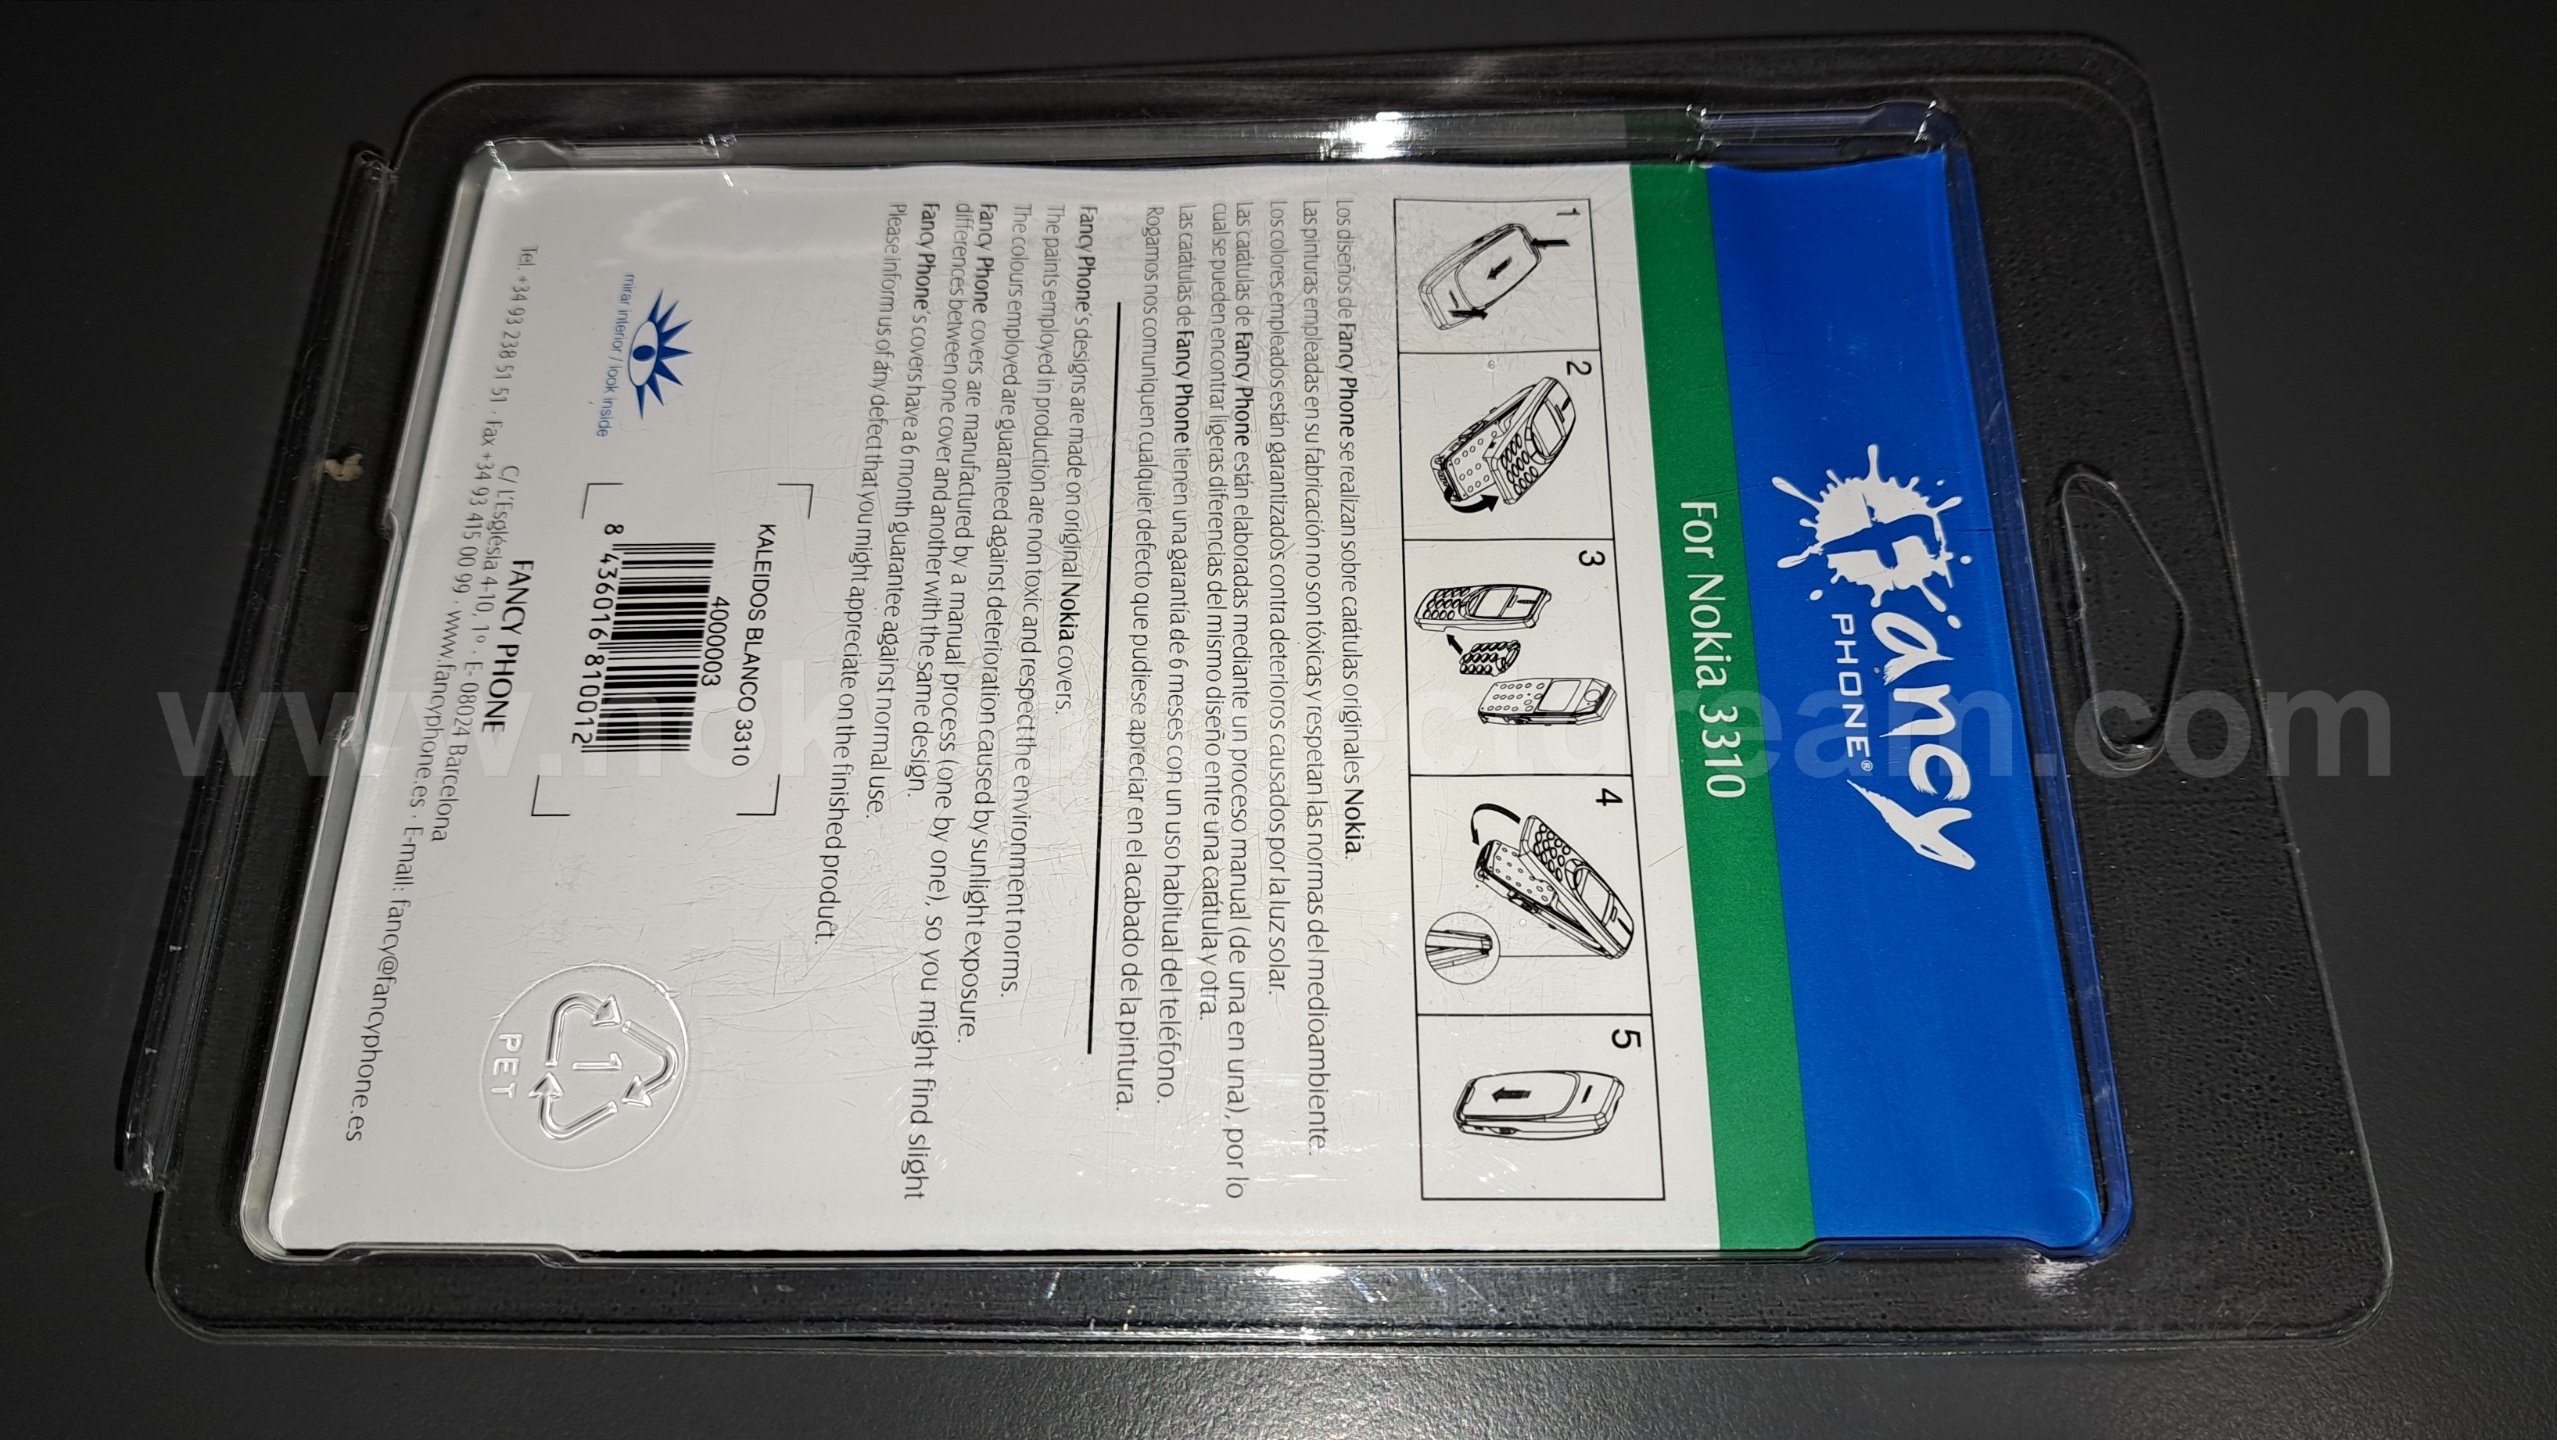 Fancy
PHONE®
For Nokia 3310
1
2
3
4
5
Los diseños de Fancy Phone se realizan sobre carátulas originales Nokia.
Las pinturas empleadas en su fabricación no son tóxicas y respetan las normas del medioambiente.
Los colores empleados están garantizados contra deterioros causados por la luz solar.
Las carátulas de Fancy Phone están elaboradas mediante un proceso manual (de una en una), por lo
cual se pueden encontrar ligeras diferencias del mismo diseño entre una carátula y otra.
Las carátulas de Fancy Phone tienen una garantía de 6 meses con un uso habitual del teléfono.
Rogamos nos comuniquen cualquier defecto que pudiese apreciar en el acabado de la pintura.
Fancy Phone's designs are made on original Nokia covers.
The paints employed in production are non toxic and respect the environment norms.
The colours employed are guaranteed against deterioration caused by sunlight exposure.
Fancy Phone covers are manufactured by a manual process (one by one), so you might find slight
differences between one cover and another with the same design.
Fancy Phone's covers have a 6 month guarantee against normal use.
Please inform us of any defect that you might appreciate on the finished product.
mirar interior / look inside
KALEIDOS BLANCO 3310
4000003
8 436016 810012
1
PET
FANCY PHONE
C/ L'Església 4-10, 1º · E- 08024 Barcelona
Tel. +34 93 238 51 51 · Fax +34 93 415 00 99 · www.fancyphone.es · E-mail: fancy@fancyphone.es